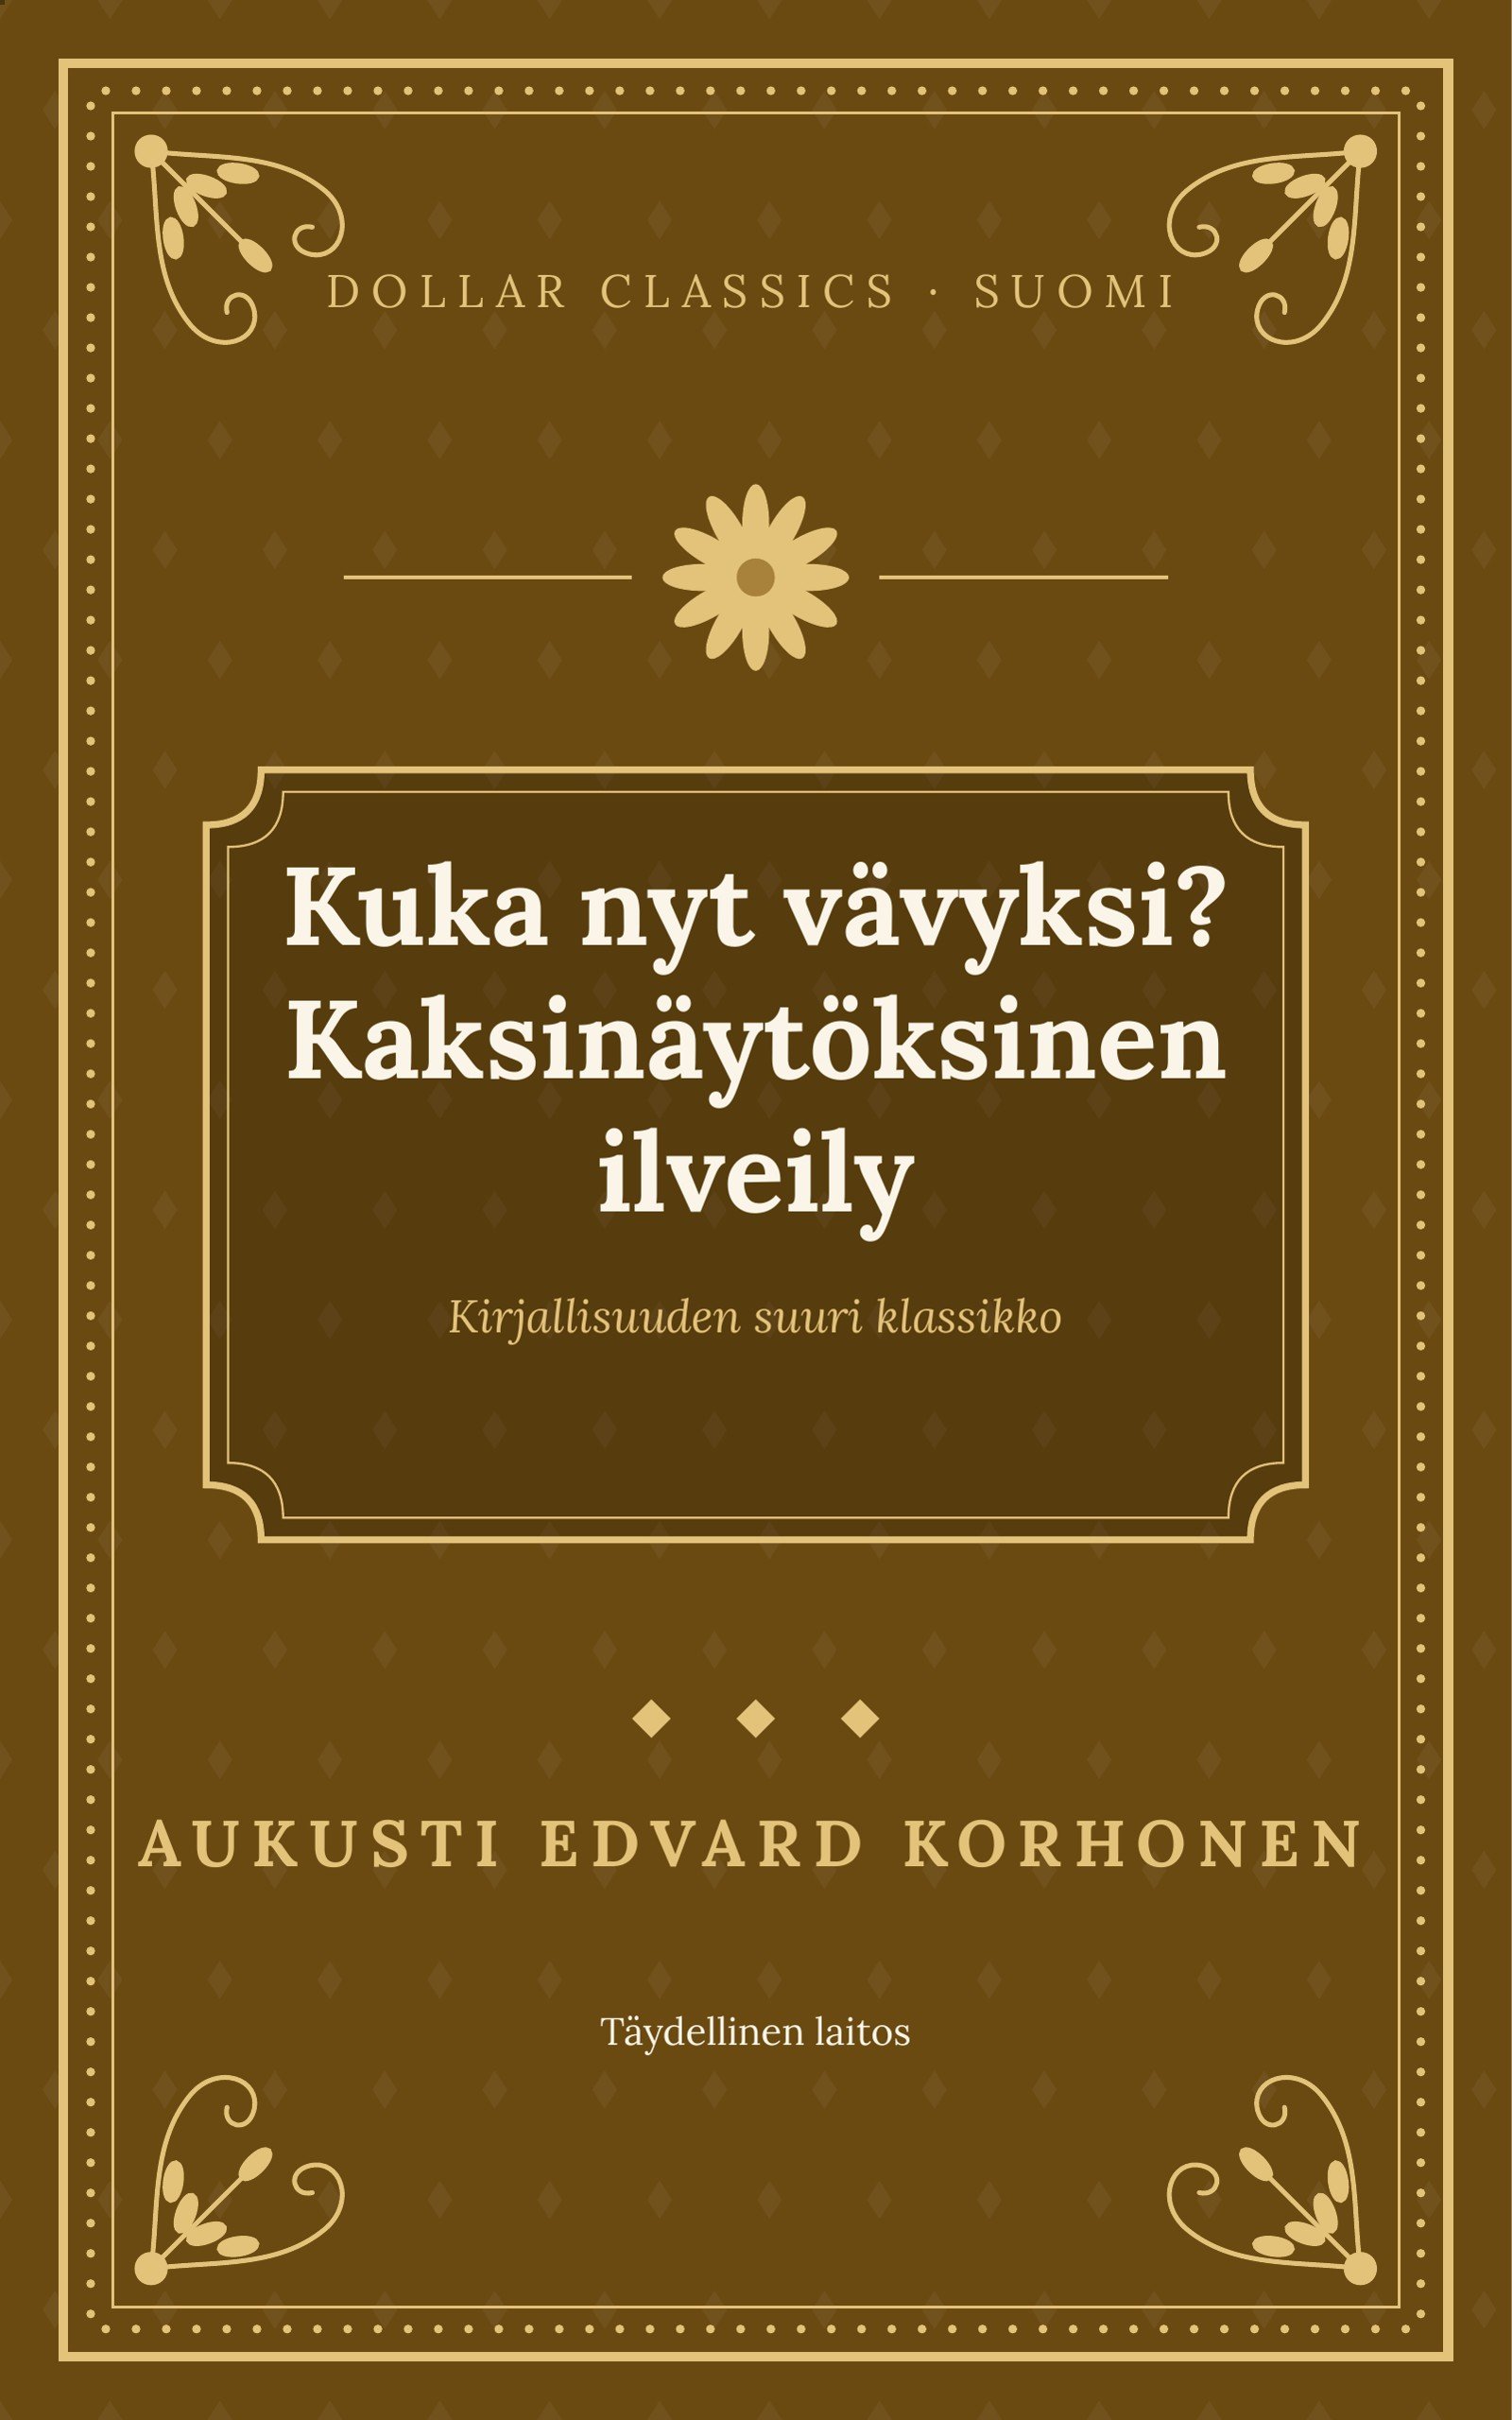 DOLLAR CLASSICS · SUOMI
Kuka nyt vävyksi?
Kaksinäytöksinen
ilveily
Kirjallisuuden suuri klassikko
AUKUSTI EDVARD KORHONEN
Täydellinen laitos